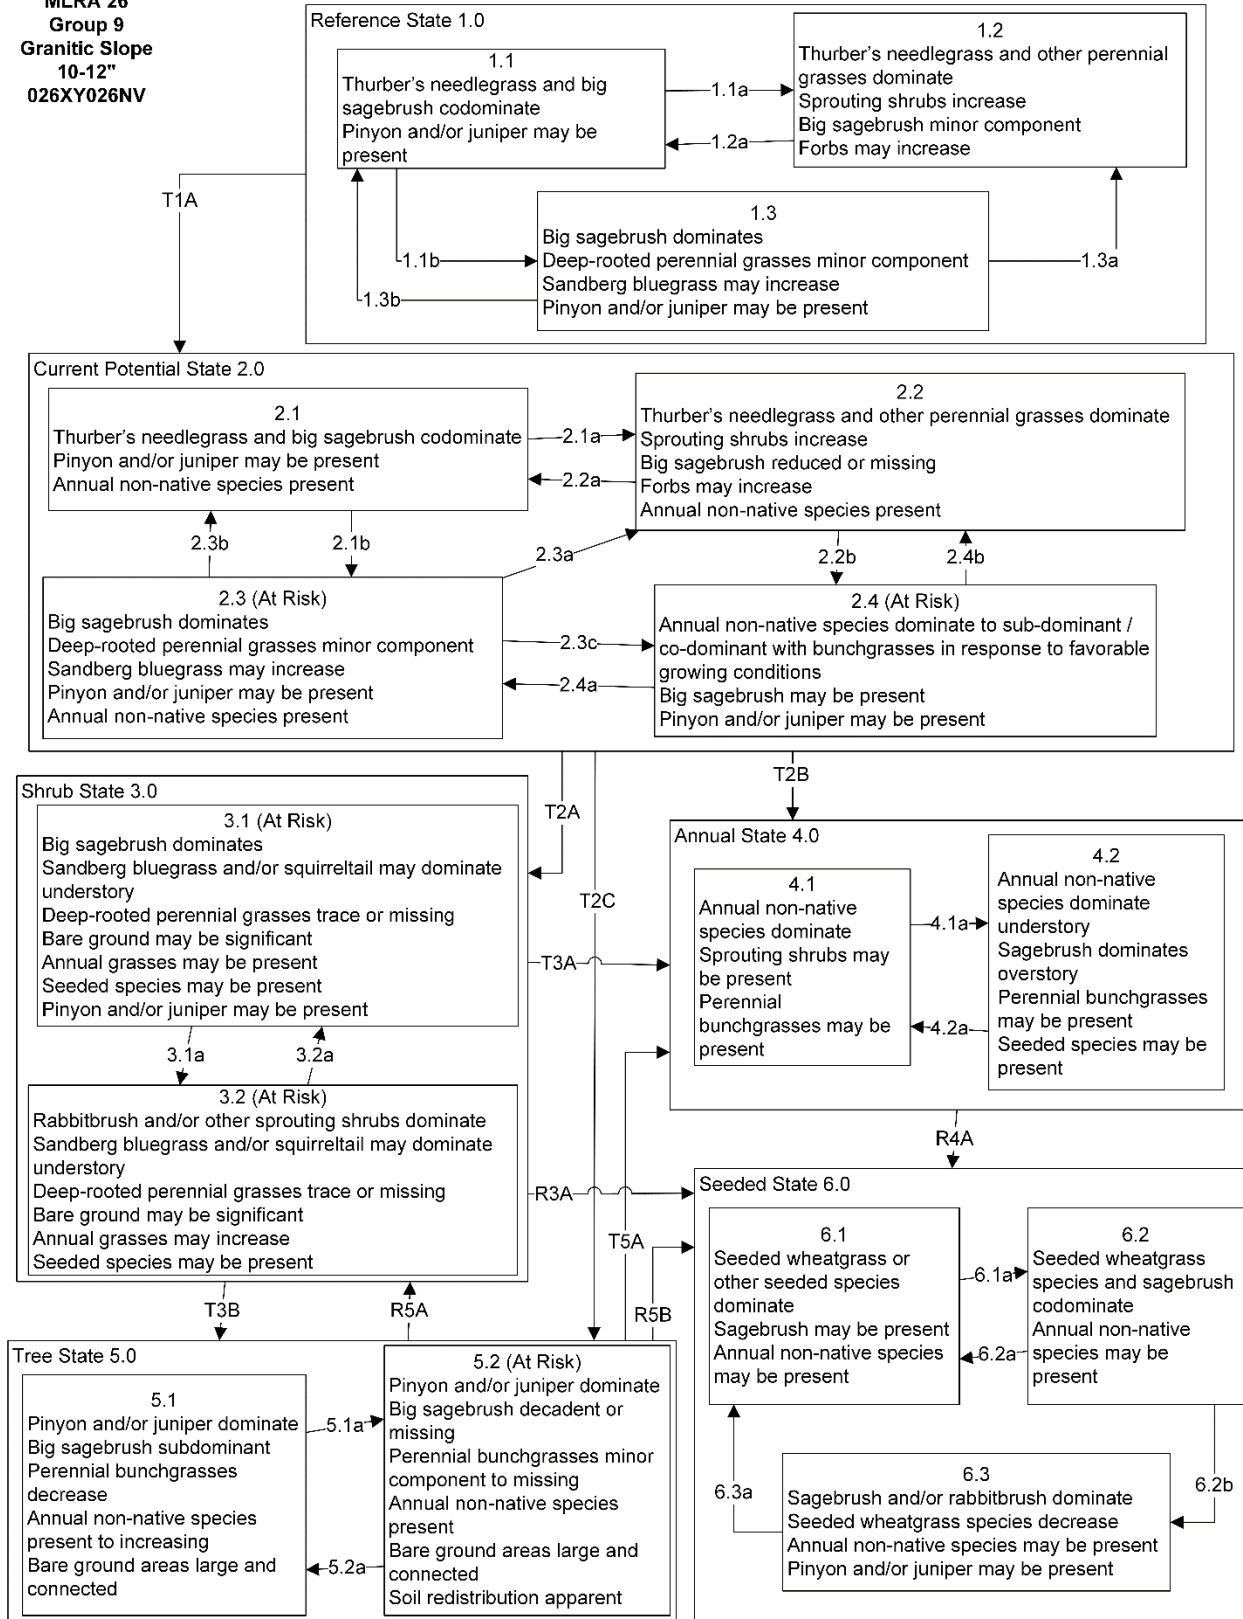 MLRA 26
Group 9
Granitic Slope
10-12"
026XY026NV
Reference State 1.0
1.1
Thurber's needlegrass and big
sagebrush codominate
Pinyon and/or juniper may be
present
1.1a
1.2a
1.2
Thurber's needlegrass and other perennial
grasses dominate
Sprouting shrubs increase
Big sagebrush minor component
Forbs may increase
T1A
1.1b
1.3b
1.3
Big sagebrush dominates
Deep-rooted perennial grasses minor component
Sandberg bluegrass may increase
Pinyon and/or juniper may be present
1.3a
Current Potential State 2.0
2.1
Thurber's needlegrass and big sagebrush codominate
Pinyon and/or juniper may be present
Annual non-native species present
2.1a
2.2a
2.2
Thurber's needlegrass and other perennial grasses dominate
Sprouting shrubs increase
Big sagebrush reduced or missing
Forbs may increase
Annual non-native species present
2.3b
2.1b
2.3a
2.2b
2.4b
2.3 (At Risk)
Big sagebrush dominates
Deep-rooted perennial grasses minor component
Sandberg bluegrass may increase
Pinyon and/or juniper may be present
Annual non-native species present
2.3c
2.4a
2.4 (At Risk)
Annual non-native species dominate to sub-dominant /
co-dominant with bunchgrasses in response to favorable
growing conditions
Big sagebrush may be present
Pinyon and/or juniper may be present
T2A
T2C
T2B
Shrub State 3.0
3.1 (At Risk)
Big sagebrush dominates
Sandberg bluegrass and/or squirreltail may dominate
understory
Deep-rooted perennial grasses trace or missing
Bare ground may be significant
Annual grasses may be present
Seeded species may be present
Pinyon and/or juniper may be present
3.1a
3.2a
3.2 (At Risk)
Rabbitbrush and/or other sprouting shrubs dominate
Sandberg bluegrass and/or squirreltail may dominate
understory
Deep-rooted perennial grasses trace or missing
Bare ground may be significant
Annual grasses may increase
Seeded species may be present
T3A
Annual State 4.0
4.1
Annual non-native
species dominate
Sprouting shrubs may
be present
Perennial
bunchgrasses may be
present
4.1a
4.2a
4.2
Annual non-native
species dominate
understory
Sagebrush dominates
overstory
Perennial bunchgrasses
may be present
Seeded species may be
present
R4A
R3A
T5A
R5B
T3B
R5A
Tree State 5.0
5.1
Pinyon and/or juniper dominate
Big sagebrush subdominant
Perennial bunchgrasses
decrease
Annual non-native species
present to increasing
Bare ground areas large and
connected
5.1a
5.2a
5.2 (At Risk)
Pinyon and/or juniper dominate
Big sagebrush decadent or
missing
Perennial bunchgrasses minor
component to missing
Annual non-native species
present
Bare ground areas large and
connected
Soil redistribution apparent
Seeded State 6.0
6.1
Seeded wheatgrass or
other seeded species
dominate
Sagebrush may be present
Annual non-native species
may be present
6.1a
6.2a
6.2
Seeded wheatgrass
species and sagebrush
codominate
Annual non-native
species may be
present
6.3a
6.2b
6.3
Sagebrush and/or rabbitbrush dominate
Seeded wheatgrass species decrease
Annual non-native species may be present
Pinyon and/or juniper may be present